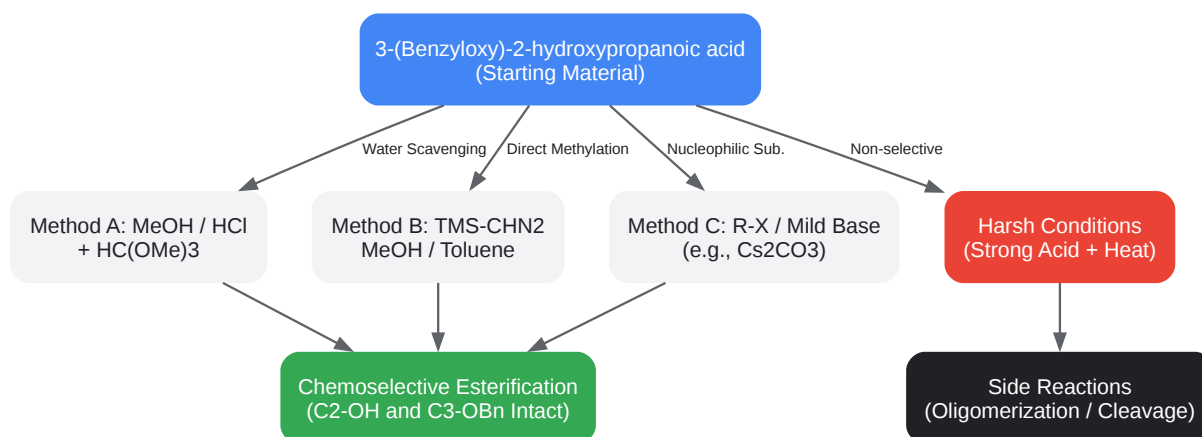 3-(Benzyloxy)-2-hydroxypropanoic acid
(Starting Material)
Water Scavenging
Direct Methylation
Nucleophilic Sub.
Non-selective
Method A: MeOH / HCl
+ HC(OMe)3
Method B: TMS-CHN2
MeOH / Toluene
Method C: R-X / Mild Base
(e.g., Cs2CO3)
Harsh Conditions
(Strong Acid + Heat)
Chemoselective Esterification
(C2-OH and C3-OBn Intact)
Side Reactions
(Oligomerization / Cleavage)